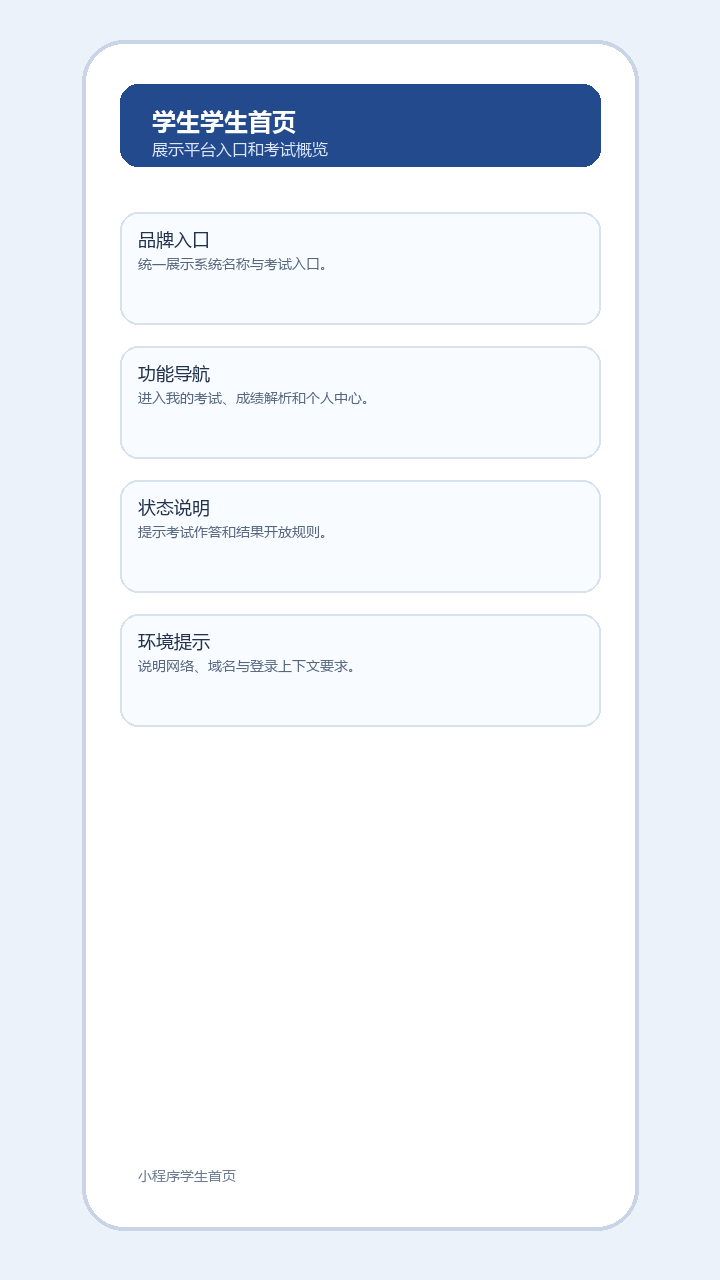 学生学生首页
展示平台入口和考试概览
品牌入口
统一展示系统名称与考试入口。
功能导航
进入我的考试、成绩解析和个人中心。
状态说明
提示考试作答和结果开放规则。
环境提示
说明网络、域名与登录上下文要求。
小程序学生首页